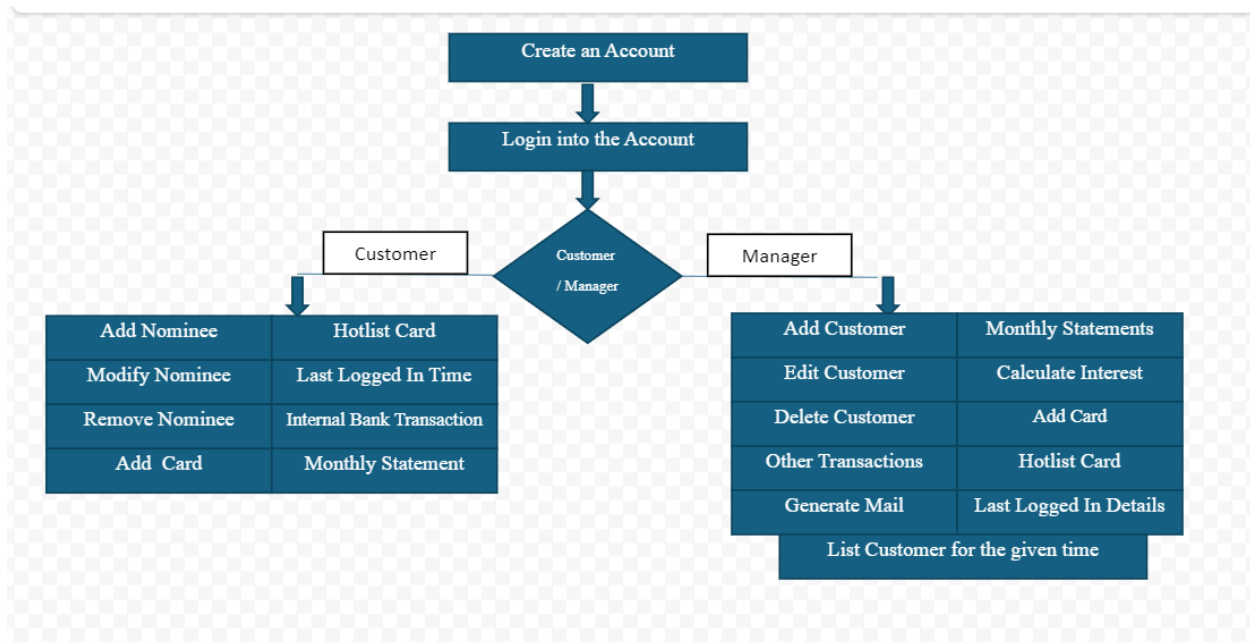 Create an Account
Login into the Account
Customer
Customer
/ Manager
Manager
Add Nominee
Hotlist Card
Modify Nominee
Last Logged In Time
Remove Nominee
Internal Bank Transaction
Add Card
Monthly Statement
Add Customer
Monthly Statements
Edit Customer
Calculate Interest
Delete Customer
Add Card
Other Transactions
Hotlist Card
Generate Mail
Last Logged In Details
List Customer for the given time